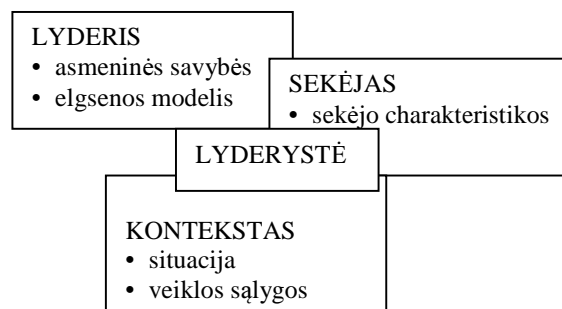 LYDERIS
• asmeninės savybės
• elgsenos modelis
SEKĖJAS
• sekėjo charakteristikos
LYDERYSTĖ
KONTEKSTAS
• situacija
• veiklos sąlygos